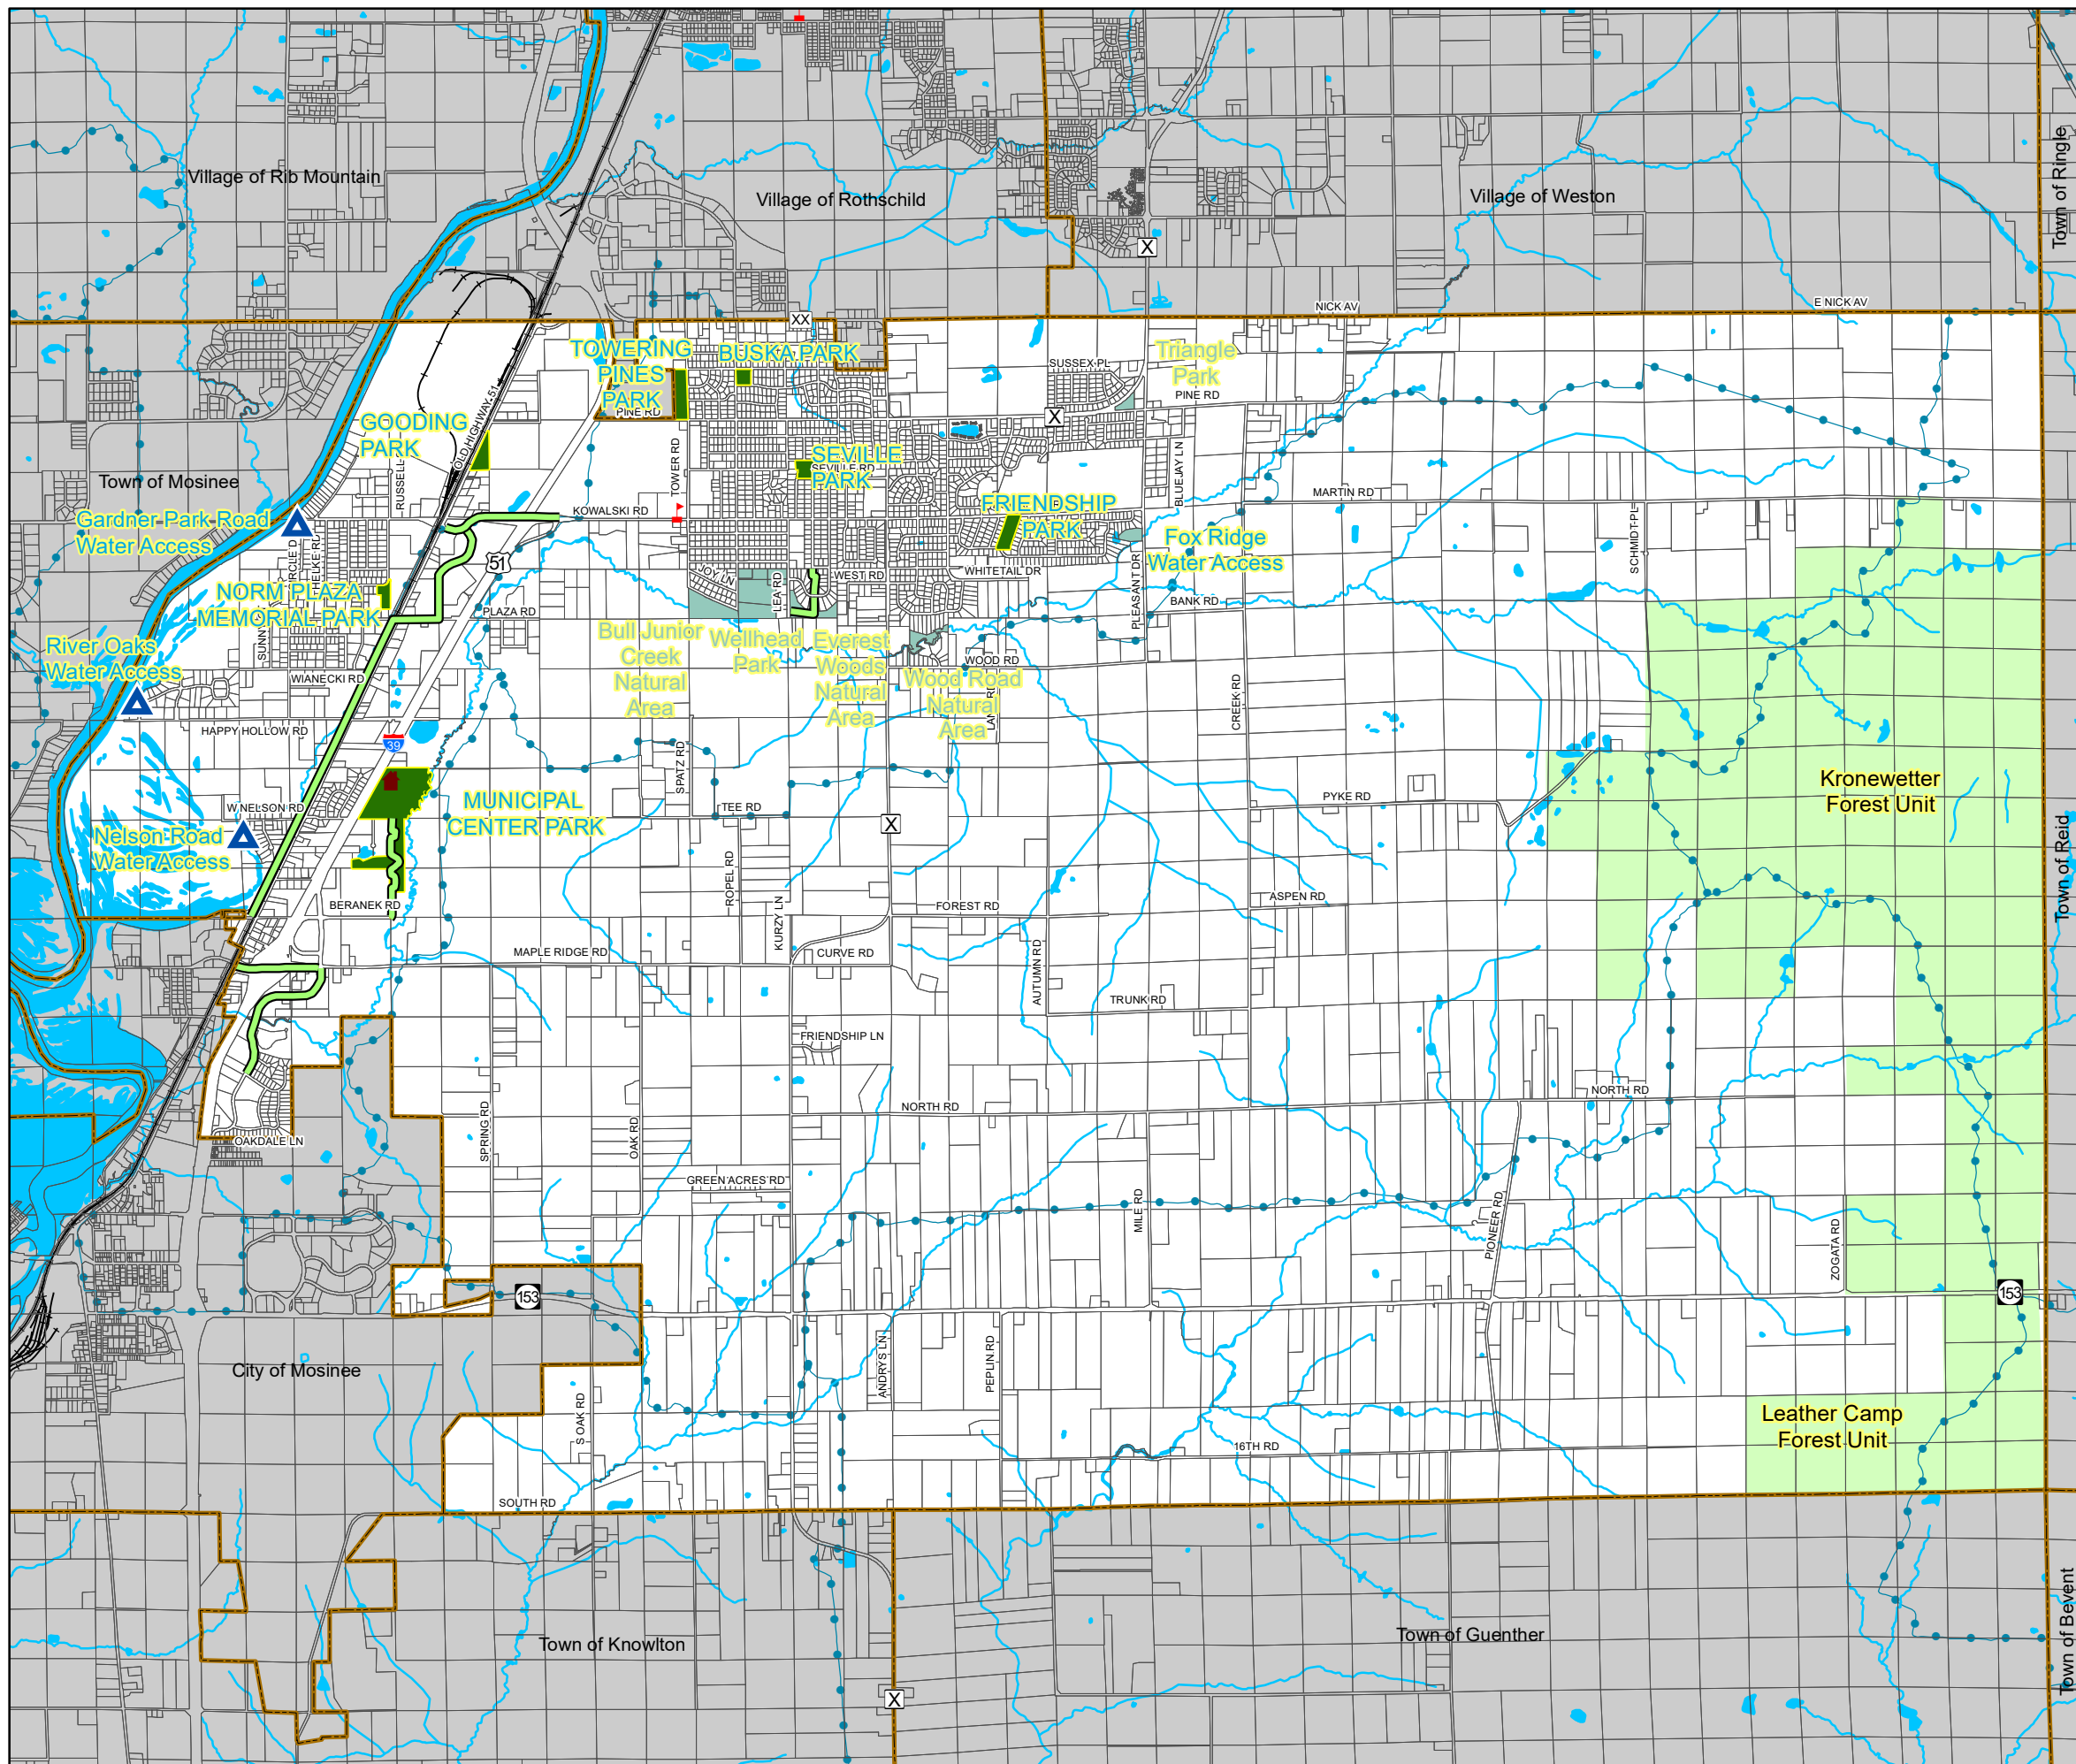 Village of Rib Mountain
Village of Rothschild
Village of Weston
Town of Ringle
X
NICK AV
E NICK AV
XX
TOWERING
PINES
PARK
PINE RD
BUSKA PARK
SUSSEX PL
Triangle
Park
PINE RD
X
GOODING
PARK
OLD HIGHWAY 51
TOWER RD
SEVILLE
SEVILLE RD
PARK
BLUEJAY LN
MARTIN RD
Town of Mosinee
Gardner Park Road
Water Access
KOWALSKI RD
FRIENDSHIP
PARK
Fox Ridge
Water Access
SCHMIDT PL
51
JOY LN
LEA RD
WEST RD
WHITETAIL DR
PLEASANT DR
BANK RD
NORM PLAZA
MEMORIAL PARK
PLAZA RD
River Oaks
Water Access
WIANECKI RD
Bull Junior
Creek
Natural
Area
Wellhead
Park
Everest
Woods
Natural
Area
WOOD RD
Wood Road
Natural
Area
CREEK RD
HAPPY HOLLOW RD
39
SPATZ RD
Kronewetter
Forest Unit
W NELSON RD
MUNICIPAL
CENTER PARK
TEE RD
PYKE RD
X
Nelson Road
Water Access
ROPEL RD
KURZY LN
BERANEK RD
FOREST RD
ASPEN RD
Town of Reid
MAPLE RIDGE RD
CURVE RD
AUTUMN RD
TRUNK RD
FRIENDSHIP LN
NORTH RD
NORTH RD
SPRING RD
OAK RD
OAKDALE LN
GREEN ACRES RD
MILE RD
PIONEER RD
ZOGATA RD
153
153
City of Mosinee
ANDRYS LN
PEPLIN RD
S OAK RD
Leather Camp
Forest Unit
16TH RD
SOUTH RD
Town of Knowlton
Town of Guenther
Town of Bevent
X